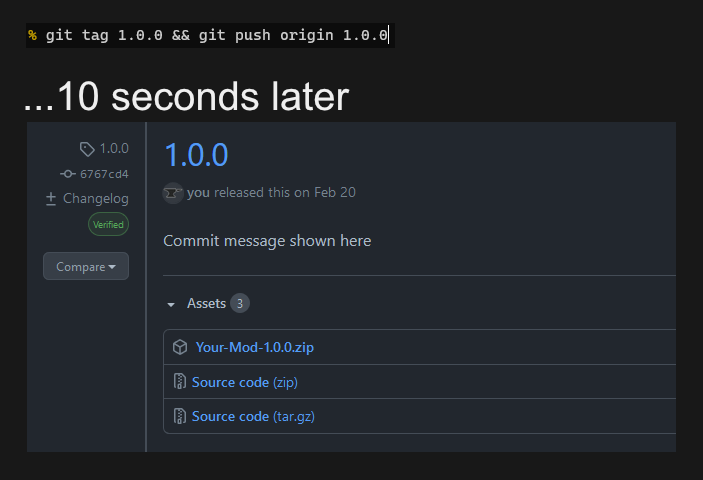 % git tag 1.0.0 && git push origin 1.0.0
...10 seconds later
1.0.0
6767cd4
Changelog
Verified
Compare
1.0.0
you released this on Feb 20
Commit message shown here
Assets 3
Your-Mod-1.0.0.zip
Source code (zip)
Source code (tar.gz)